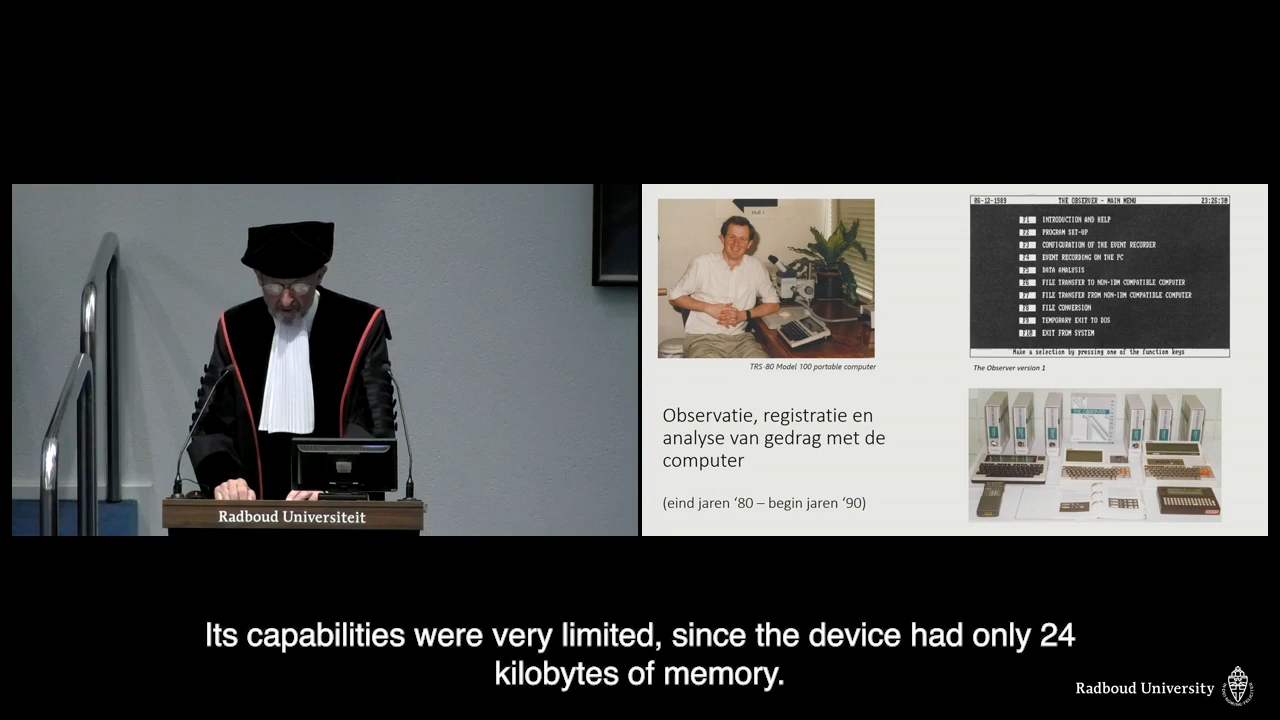 Radboud Universiteit
Hall 1
TRS-80 Model 100 portable computer
Observatie, registratie en
analyse van gedrag met de
computer
(eind jaren ‘80 – begin jaren ‘90)
06-12-1989 THE OBSERVER - MAIN MENU 23:26:30
F1 INTRODUCTION AND HELP
F2 PROGRAM SET-UP
F3 CONFIGURATION OF THE EVENT RECORDER
F4 EVENT RECORDING ON THE PC
F5 DATA ANALYSIS
F6 FILE TRANSFER TO NON-IBM COMPATIBLE COMPUTER
F7 FILE TRANSFER FROM NON-IBM COMPATIBLE COMPUTER
F8 FILE CONVERSION
F9 TEMPORARY EXIT TO DOS
F10 EXIT FROM SYSTEM
Make a selection by pressing one of the function keys
The Observer version 1
THE OBSERVER
Its capabilities were very limited, since the device had only 24
kilobytes of memory.
Radboud University